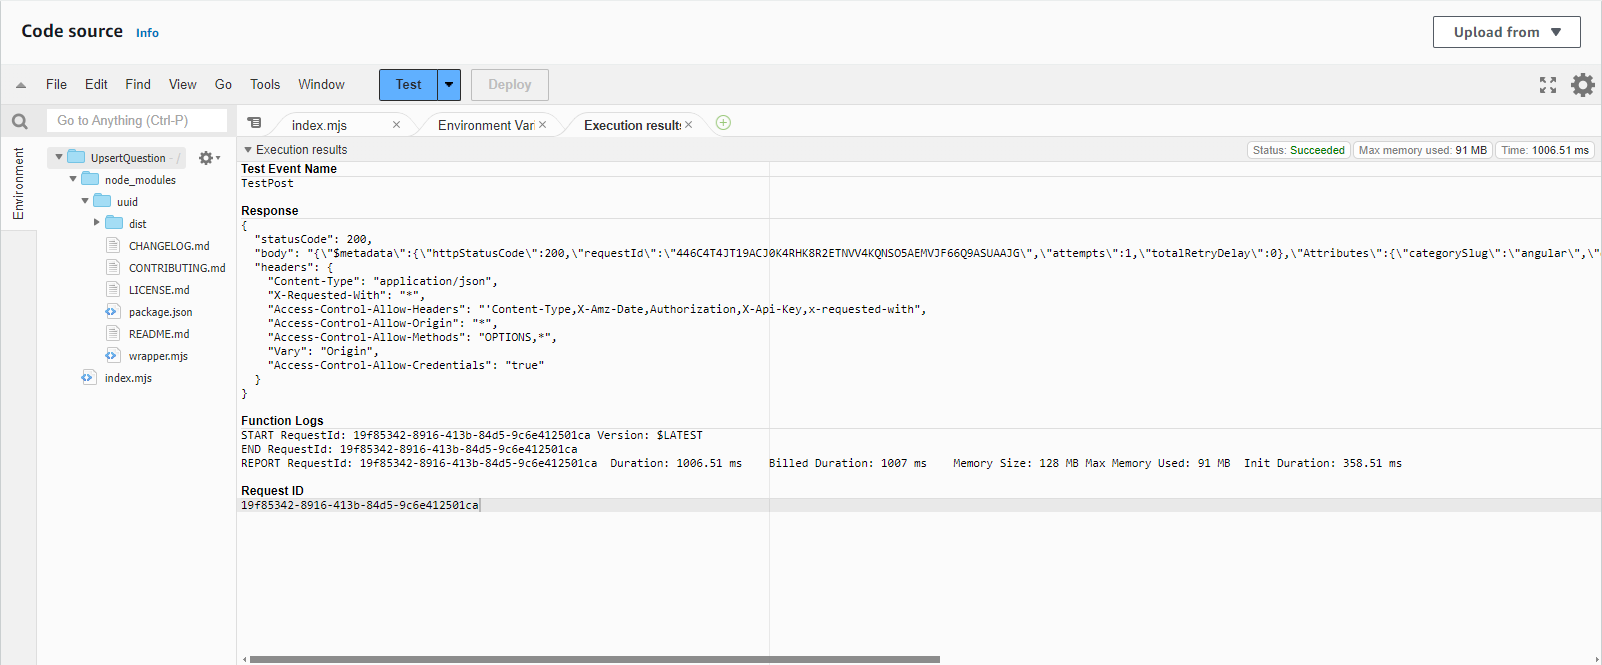 Code source Info
Upload from
File Edit Find View Go Tools Window Test Deploy
Go to Anything (Ctrl-P)
index.mjs Environment Vari Execution results
Environment
UpsertQuestion - /
node_modules
uuid
dist
CHANGELOG.md
CONTRIBUTING.md
LICENSE.md
package.json
README.md
wrapper.mjs
index.mjs
Execution results
Status: Succeeded Max memory used: 91 MB Time: 1006.51 ms
Test Event Name
TestPost
Response
{
"statusCode": 200,
"body": "{\"$metadata\":{\"httpStatusCode\":200,\"requestId\":\"446C4T4JT19ACJ0K4RHK8R2ETNVV4KQNSO5AEMVJF66Q9ASUAAJG\",\"attempts\":1,\"totalRetryDelay\":0},\"Attributes\":{\"categorySlug\":\"angular\",\"
"headers": {
"Content-Type": "application/json",
"X-Requested-With": "*",
"Access-Control-Allow-Headers": "'Content-Type,X-Amz-Date,Authorization,X-Api-Key,x-requested-with",
"Access-Control-Allow-Origin": "*",
"Access-Control-Allow-Methods": "OPTIONS,*",
"Vary": "Origin",
"Access-Control-Allow-Credentials": "true"
}
}
Function Logs
START RequestId: 19f85342-8916-413b-84d5-9c6e412501ca Version: $LATEST
END RequestId: 19f85342-8916-413b-84d5-9c6e412501ca
REPORT RequestId: 19f85342-8916-413b-84d5-9c6e412501ca Duration: 1006.51 ms Billed Duration: 1007 ms Memory Size: 128 MB Max Memory Used: 91 MB Init Duration: 358.51 ms
Request ID
19f85342-8916-413b-84d5-9c6e412501ca